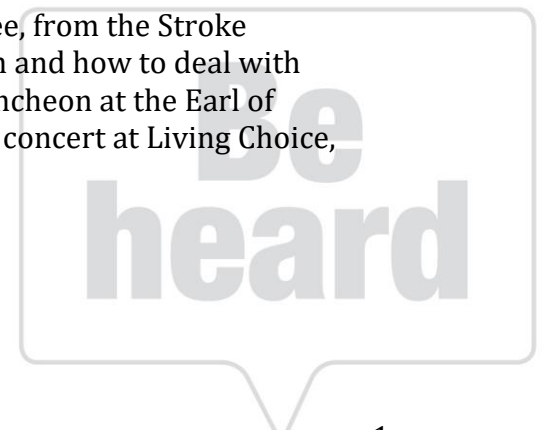 ee, from the Stroke
n and how to deal with
ncheon at the Earl of
concert at Living Choice,
Be
heard